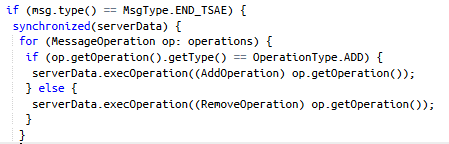 if (msg.type() == MsgType.END_TSAE) {
synchronized(serverData) {
for (MessageOperation op: operations) {
if (op.getOperation().getType() == OperationType.ADD) {
serverData.execOperation((AddOperation) op.getOperation());
} else {
serverData.execOperation((RemoveOperation) op.getOperation());
}
}